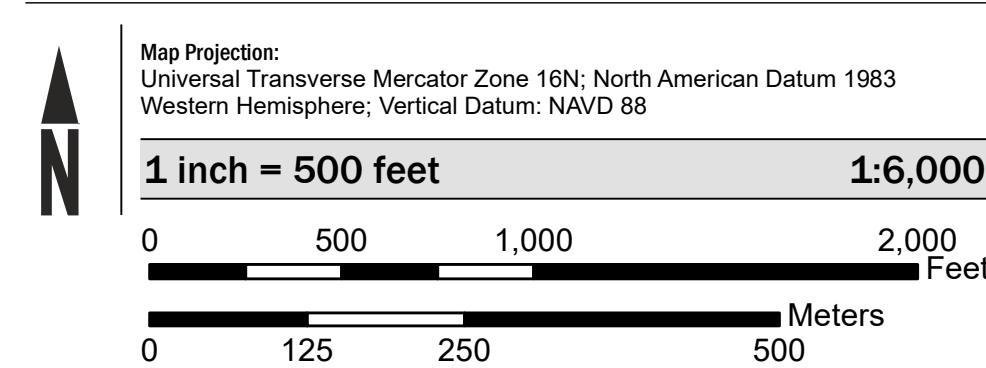 N
Map Projection:
Universal Transverse Mercator Zone 16N; North American Datum 1983
Western Hemisphere; Vertical Datum: NAVD 88
1 inch = 500 feet 1:6,000
0 500 1,000 2,000
Feet
Meters
0 125 250 500